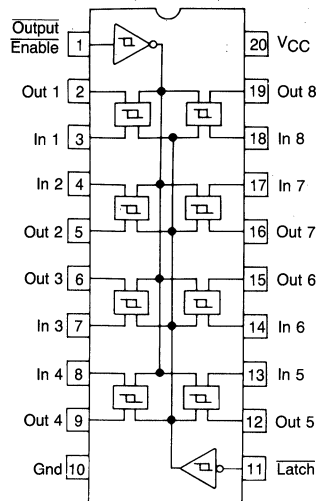 Output
Enable 1 20 VCC
Out 1 2 19 Out 8
In 1 3 18 In 8
In 2 4 17 In 7
Out 2 5 16 Out 7
Out 3 6 15 Out 6
In 3 7 14 In 6
In 4 8 13 In 5
Out 4 9 12 Out 5
Gnd 10 11 Latch